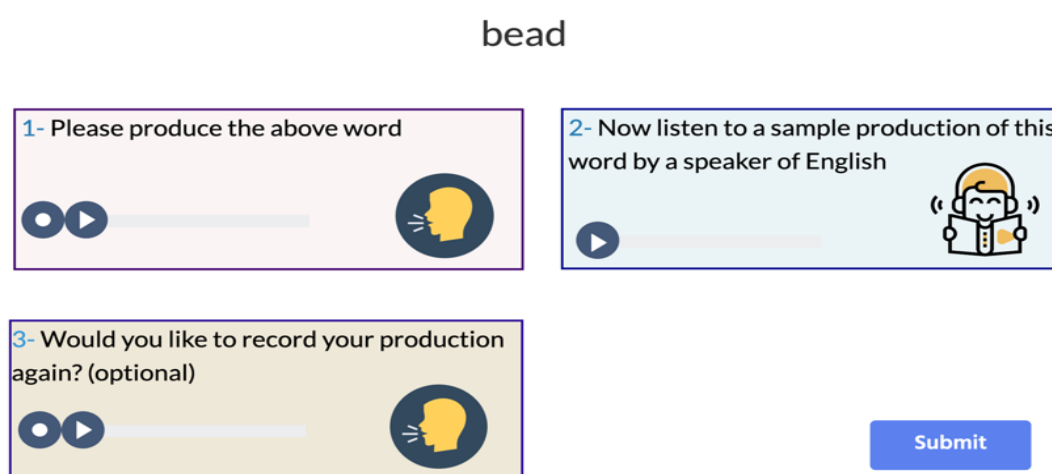 bead
1- Please produce the above word
2- Now listen to a sample production of this
word by a speaker of English
3- Would you like to record your production
again? (optional)
Submit